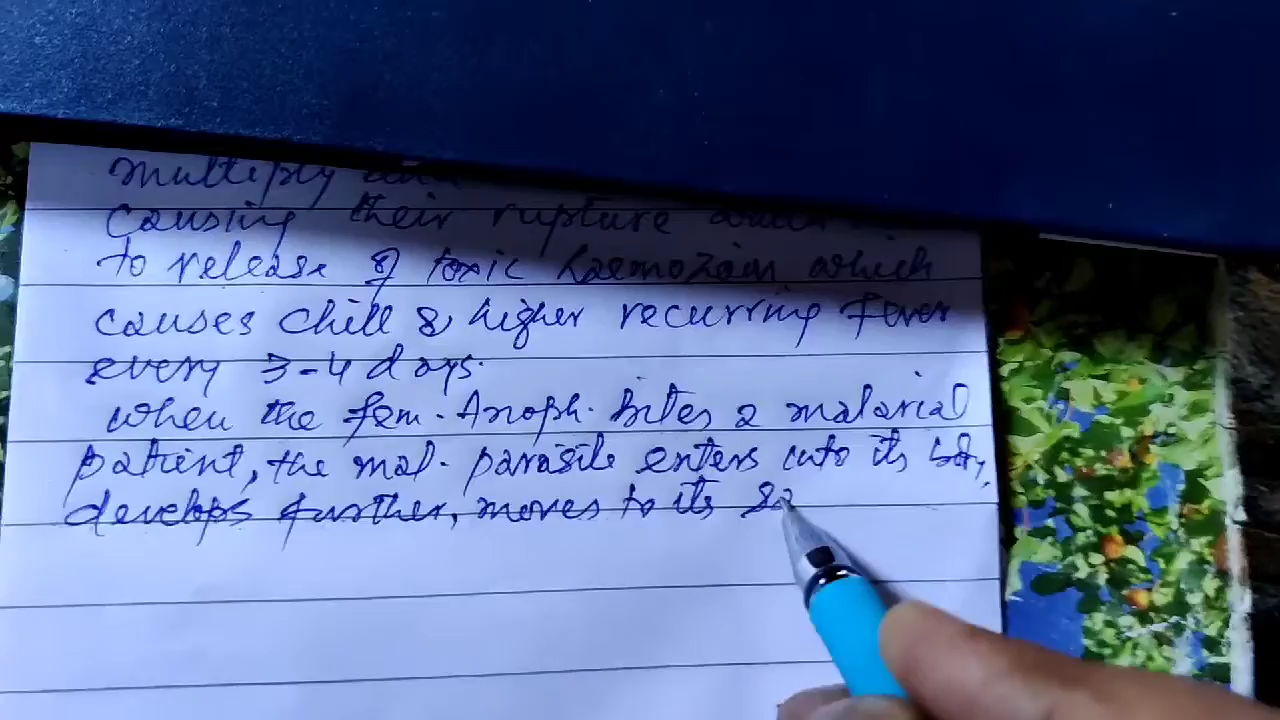 multiply
causing their rupture
to release of toxic haemozoin which
causes chill & higher recurring fever
every 3-4 days.
when the fem. Anoph. bites a malarial
patient, the mal. parasite enters into its body,
develops further, moves to its sa